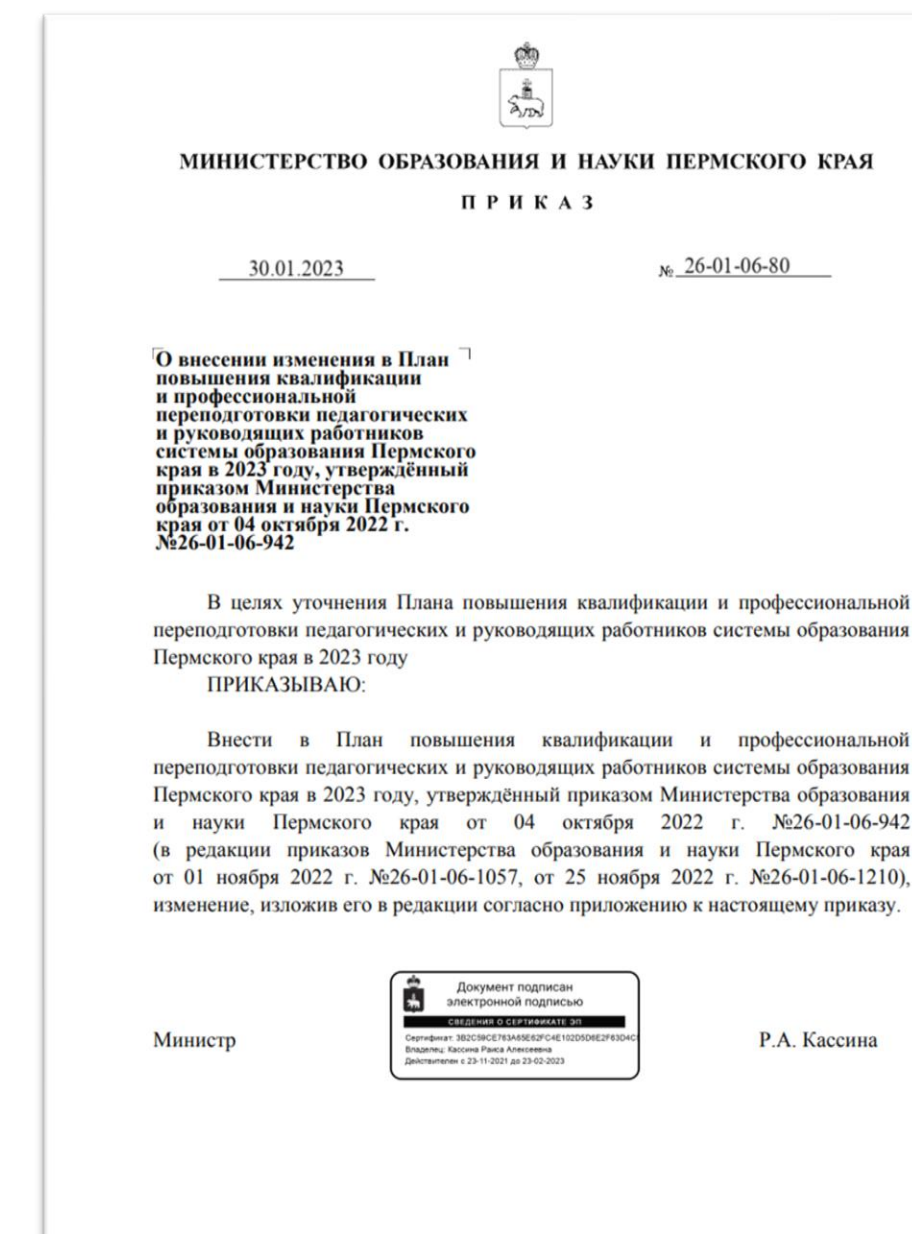 МИНИСТЕРСТВО ОБРАЗОВАНИЯ И НАУКИ ПЕРМСКОГО КРАЯ
П Р И К А З
30.01.2023
№ 26-01-06-80
О внесении изменения в План
повышения квалификации
и профессиональной
переподготовки педагогических
и руководящих работников
системы образования Пермского
края в 2023 году, утверждённый
приказом Министерства
образования и науки Пермского
края от 04 октября 2022 г.
№26-01-06-942
В целях уточнения Плана повышения квалификации и профессиональной
переподготовки педагогических и руководящих работников системы образования
Пермского края в 2023 году
ПРИКАЗЫВАЮ:
Внести в План повышения квалификации и профессиональной
переподготовки педагогических и руководящих работников системы образования
Пермского края в 2023 году, утверждённый приказом Министерства образования
и науки Пермского края от 04 октября 2022 г. №26-01-06-942
(в редакции приказов Министерства образования и науки Пермского края
от 01 ноября 2022 г. №26-01-06-1057, от 25 ноября 2022 г. №26-01-06-1210),
изменение, изложив его в редакции согласно приложению к настоящему приказу.
Документ подписан
электронной подписью
СВЕДЕНИЯ О СЕРТИФИКАТЕ ЭП
Сертификат:
Владелец: Кассина Раиса Алексеевна
Действителен с 23-11-2021 до 23-02-2023
Министр
Р.А. Кассина